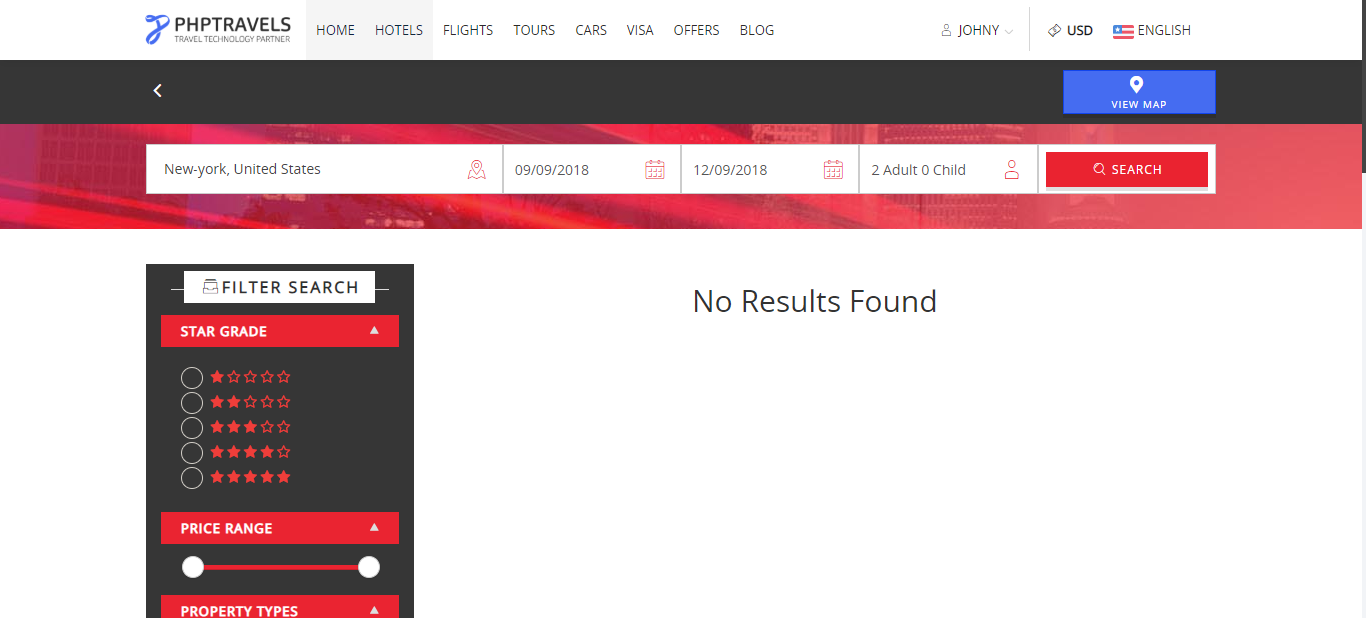 PHPTRAVELS
TRAVEL TECHNOLOGY PARTNER
HOME HOTELS FLIGHTS TOURS CARS VISA OFFERS BLOG JOHNY USD ENGLISH
VIEW MAP
New-york, United States 09/09/2018 12/09/2018 2 Adult 0 Child SEARCH
FILTER SEARCH
No Results Found
STAR GRADE
PRICE RANGE
PROPERTY TYPES